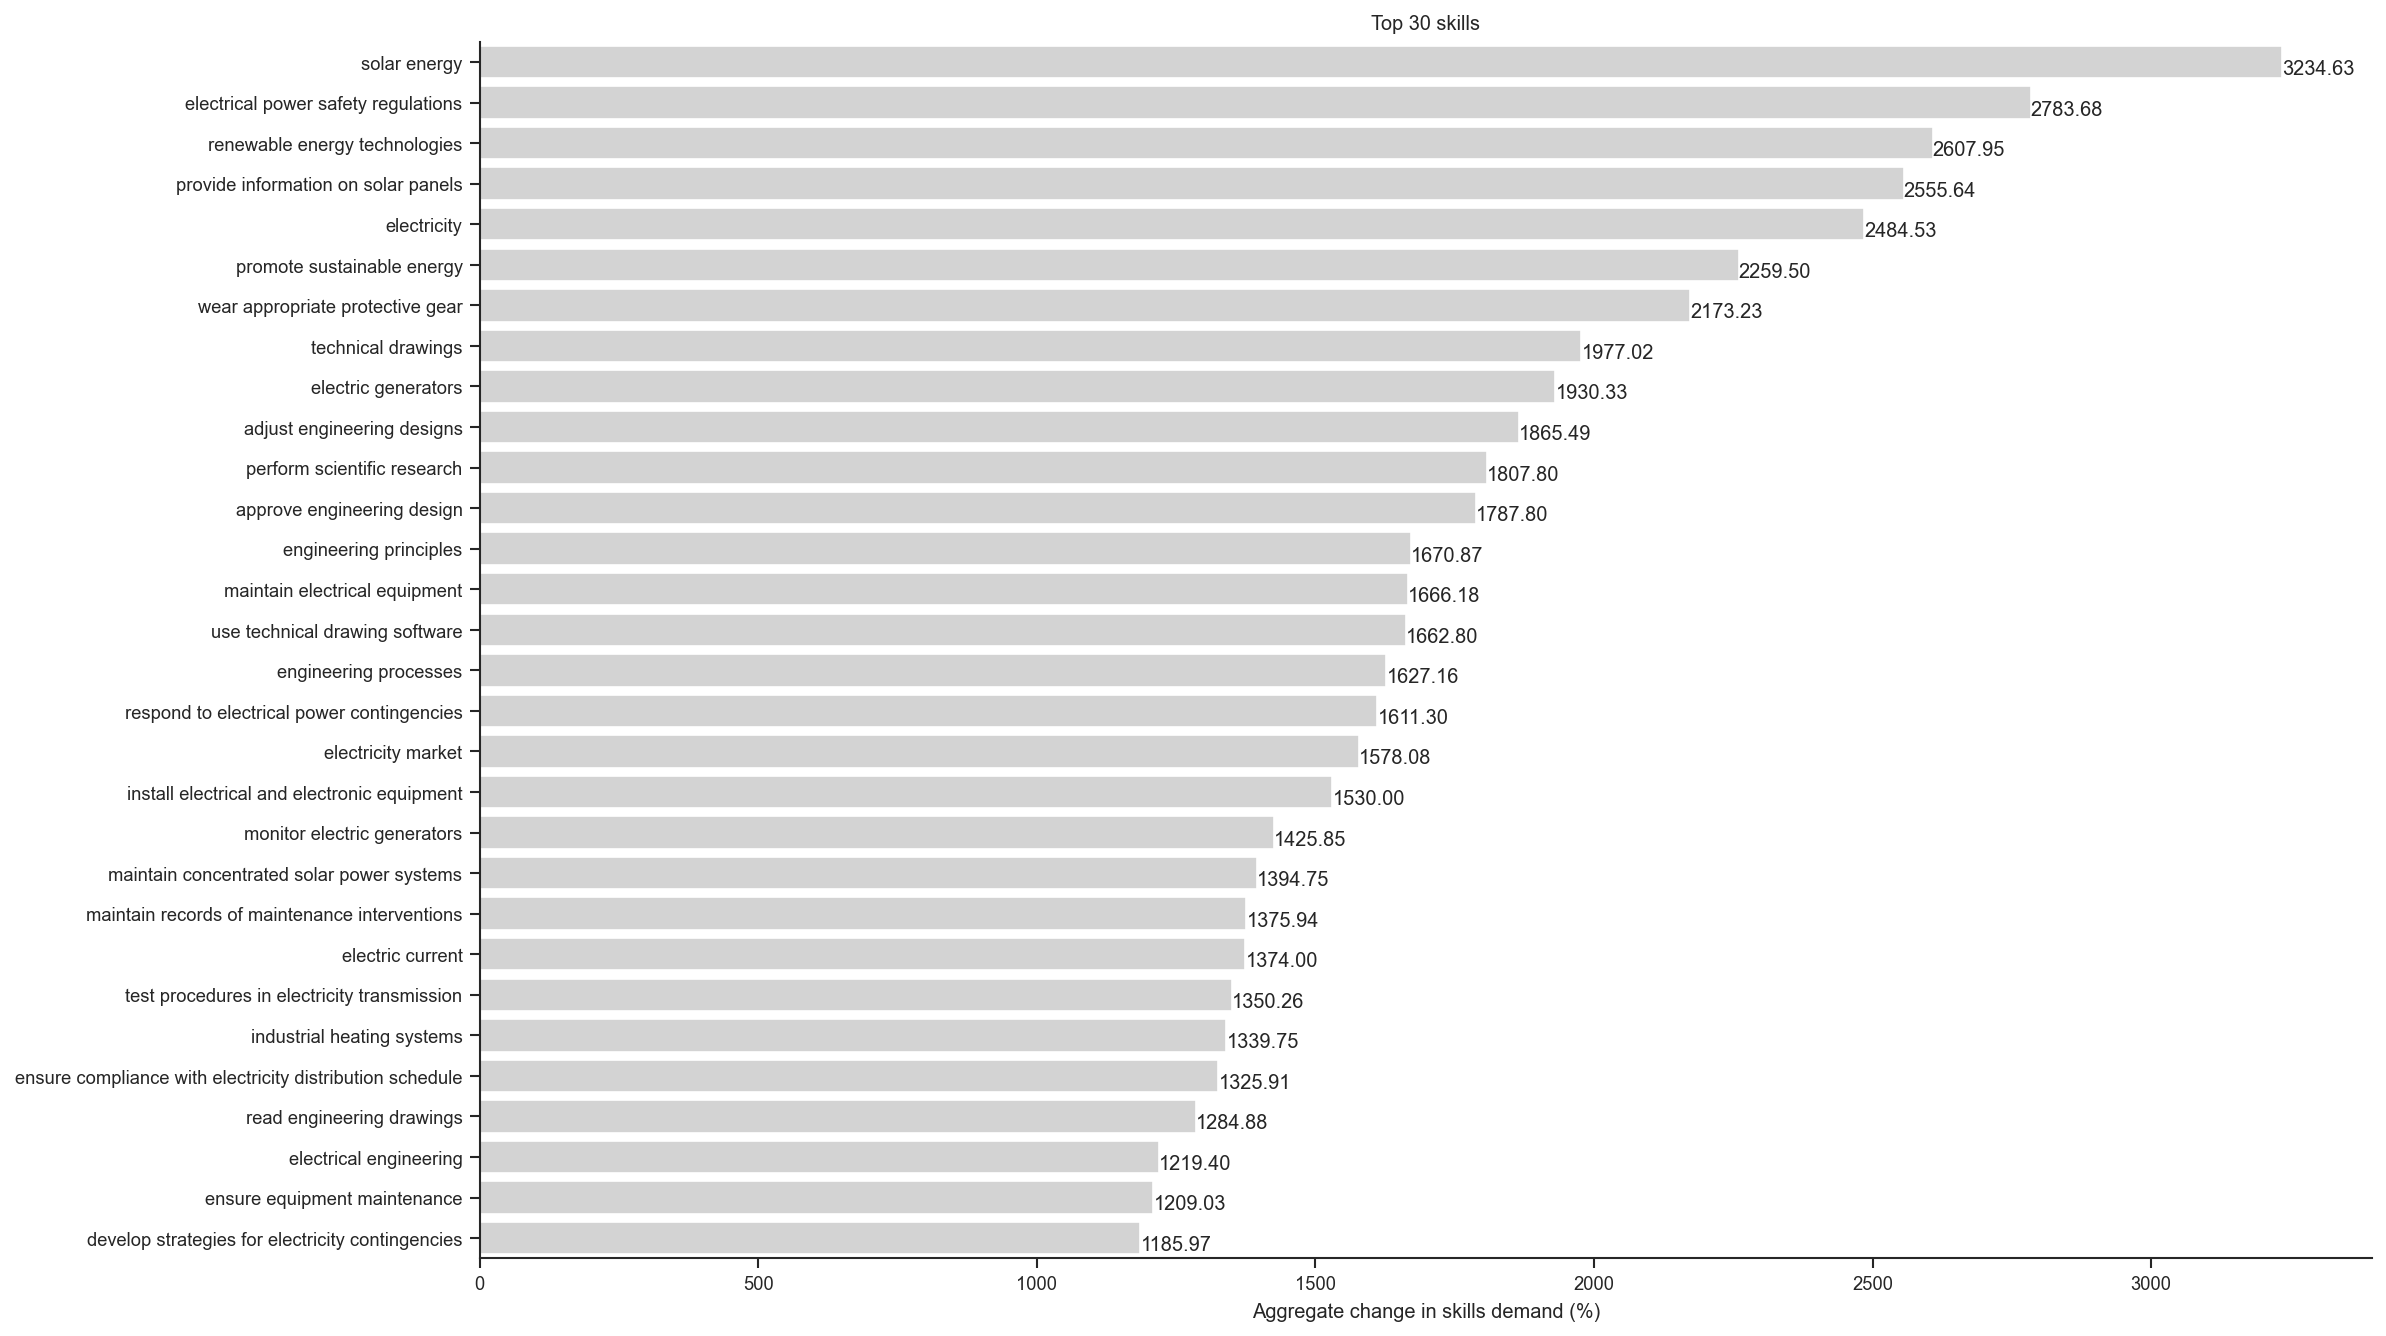 Top 30 skills
solar energy 3234.63
electrical power safety regulations 2783.68
renewable energy technologies 2607.95
provide information on solar panels 2555.64
electricity 2484.53
promote sustainable energy 2259.50
wear appropriate protective gear 2173.23
technical drawings 1977.02
electric generators 1930.33
adjust engineering designs 1865.49
perform scientific research 1807.80
approve engineering design 1787.80
engineering principles 1670.87
maintain electrical equipment 1666.18
use technical drawing software 1662.80
engineering processes 1627.16
respond to electrical power contingencies 1611.30
electricity market 1578.08
install electrical and electronic equipment 1530.00
monitor electric generators 1425.85
maintain concentrated solar power systems 1394.75
maintain records of maintenance interventions 1375.94
electric current 1374.00
test procedures in electricity transmission 1350.26
industrial heating systems 1339.75
ensure compliance with electricity distribution schedule 1325.91
read engineering drawings 1284.88
electrical engineering 1219.40
ensure equipment maintenance 1209.03
develop strategies for electricity contingencies 1185.97
0 500 1000 1500 2000 2500 3000
Aggregate change in skills demand (%)